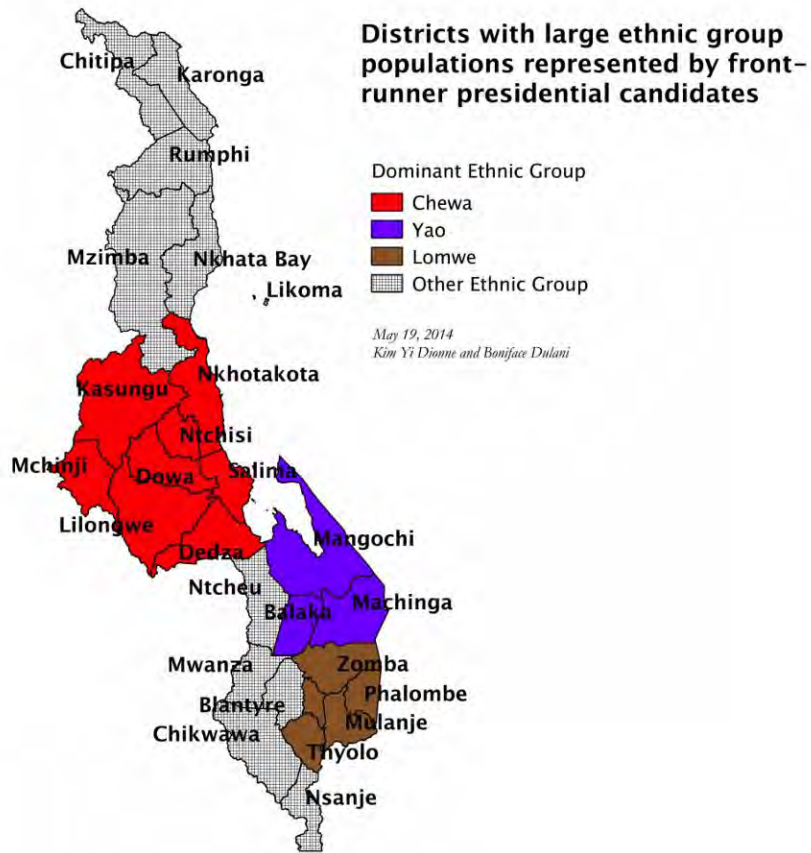 Districts with large ethnic group
populations represented by front-
runner presidential candidates
Dominant Ethnic Group
Chewa
Yao
Lomwe
Other Ethnic Group
May 19, 2014
Kim Yi Dionne and Boniface Dulani
Chitipa
Karonga
Rumphi
Mzimba
Nkhata Bay
Likoma
Nkhotakota
Kasungu
Ntchisi
Mchinji
Dowa
Salima
Lilongwe
Mangochi
Dedza
Ntcheu
Balaka
Machinga
Mwanza
Zomba
Phalombe
Blantyre
Mulanje
Chikwawa
Thyolo
Nsanje